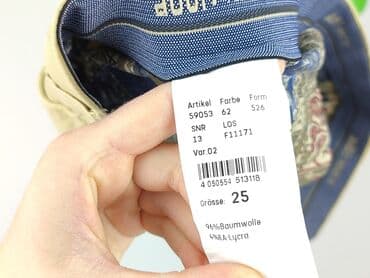 Artikel Farbe Form
59053 62 526
SNR LOS
13 F11171
Var.02
4 050554 513118
Grösse: 25
96%Baumwolle
4%EA-Lycra